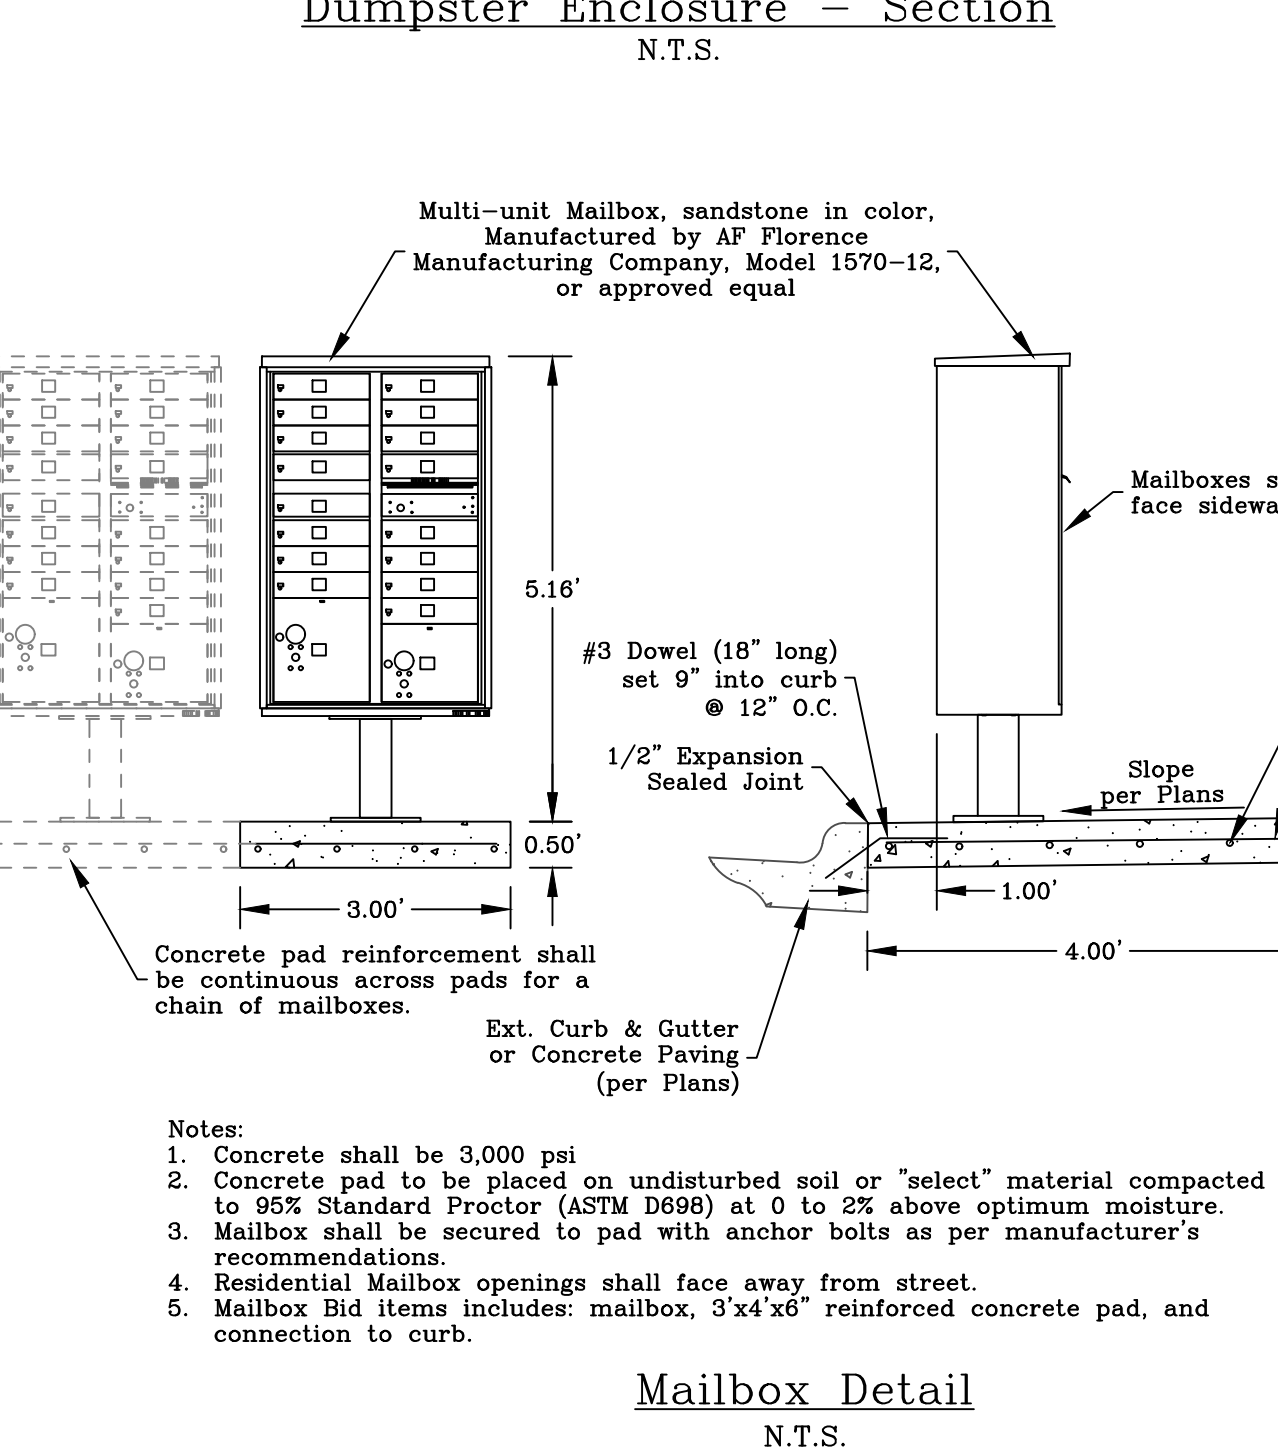 Dumpster Enclosure – Section
N.T.S.
Multi–unit Mailbox, sandstone in color,
Manufactured by AF Florence
Manufacturing Company, Model 1570–12,
or approved equal
Mailboxes s
face sidewa
5.16'
#3 Dowel (18" long)
set 9" into curb
@ 12" O.C.
1/2" Expansion
Sealed Joint
Slope
per Plans
0.50'
3.00'
1.00'
4.00'
Concrete pad reinforcement shall
be continuous across pads for a
chain of mailboxes.
Ext. Curb & Gutter
or Concrete Paving
(per Plans)
Notes:
1. Concrete shall be 3,000 psi
2. Concrete pad to be placed on undisturbed soil or "select" material compacted
to 95% Standard Proctor (ASTM D698) at 0 to 2% above optimum moisture.
3. Mailbox shall be secured to pad with anchor bolts as per manufacturer's
recommendations.
4. Residential Mailbox openings shall face away from street.
5. Mailbox Bid items includes: mailbox, 3'x4'x6" reinforced concrete pad, and
connection to curb.
Mailbox Detail
N.T.S.